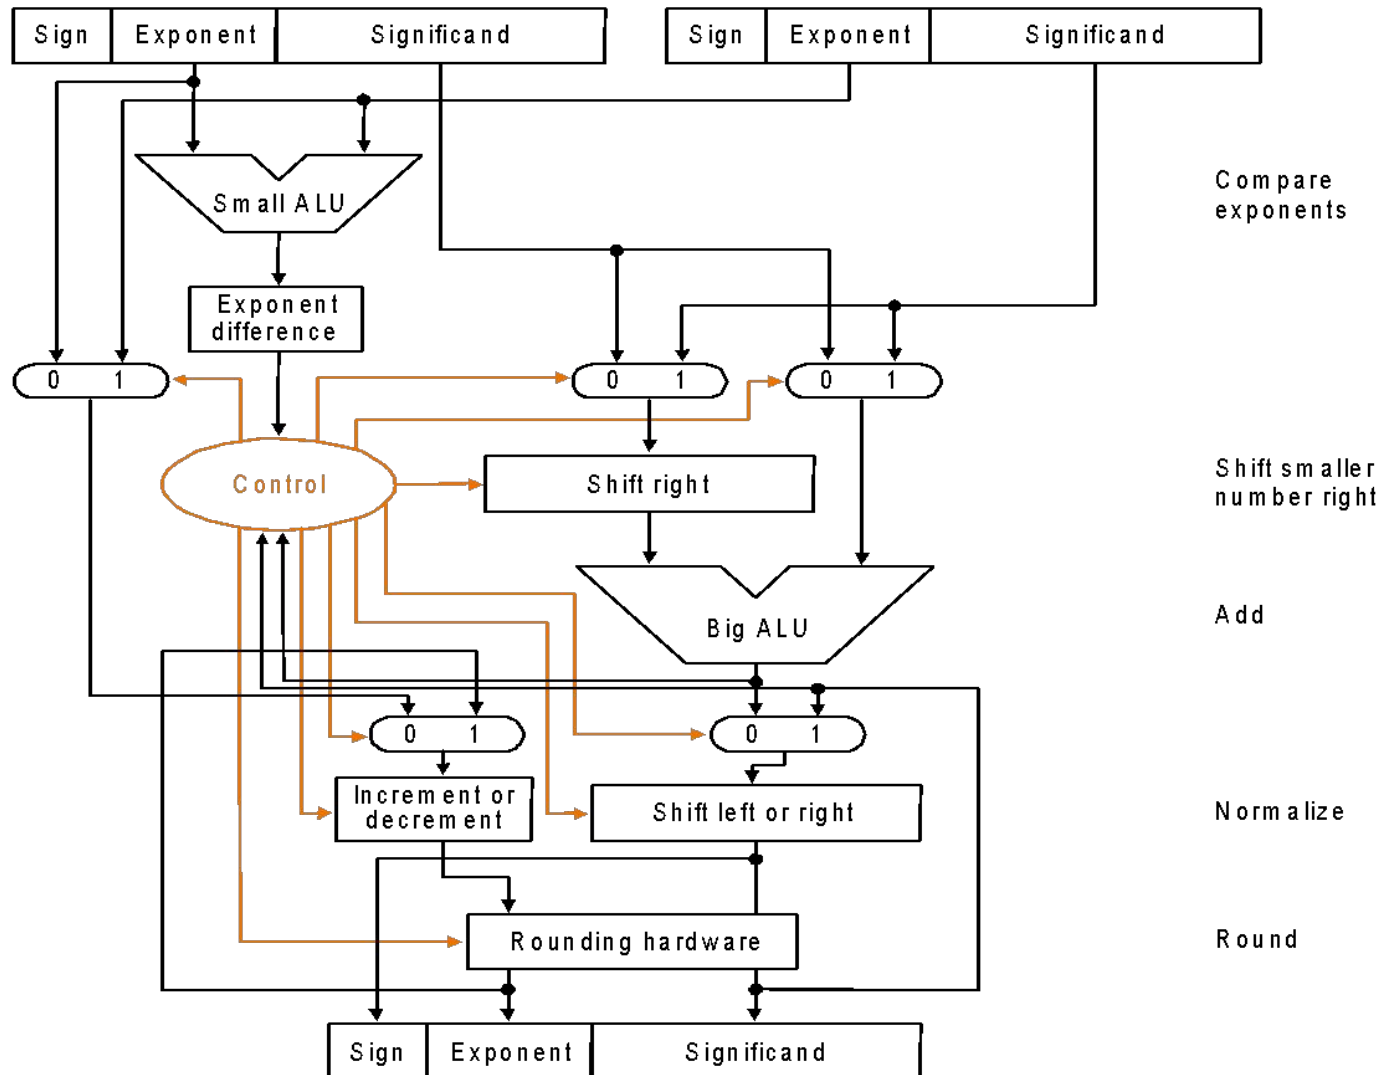 Sign Exponent Significand Sign Exponent Significand
Compare
exponents
Small ALU
Exponent
difference
0 1 0 1 0 1
Control
Shift right
Shift smaller
number right
Add
Big ALU
0 1 0 1
Increment or
decrement
Shift left or right
Normalize
Rounding hardware
Round
Sign Exponent Significand